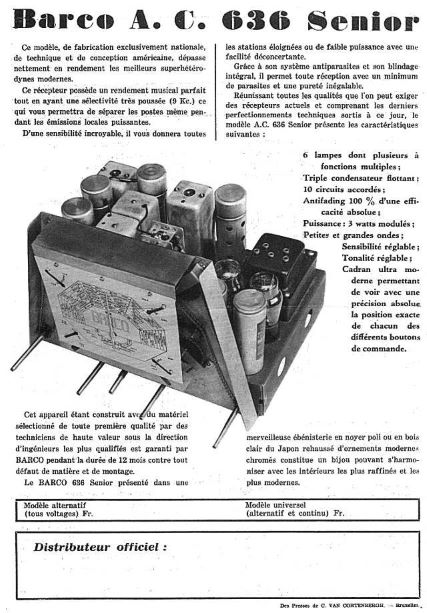 Barco A. C. 636 Senior
Ce modèle, de fabrication exclusivement nationale,
de technique et de conception américaine, dépasse
nettement en rendement les meilleurs superhétéro-
dynes modernes.
Ce récepteur possède un rendement musical parfait
tout en ayant une sélectivité très poussée (9 Kc.) ce
qui vous permettra de séparer les postes même pen-
dant les émissions locales puissantes.
D'une sensibilité incroyable, il vous donnera toutes
les stations éloignées ou de faible puissance avec une
facilité déconcertante.
Grâce à son système antiparasites et son blindage
intégral, il permet toute réception avec un minimum
de parasites et une pureté inégalable.
Réunissant toutes les qualités que l'on peut exiger
des récepteurs actuels et comprenant les derniers
perfectionnements techniques sortis à ce jour, le
modèle A.C. 636 Senior présente les caractéristiques
suivantes :
6 lampes dont plusieurs à
fonctions multiples ;
Triple condensateur flottant ;
10 circuits accordés ;
Antifading 100 % d'une effi-
cacité absolue ;
Puissance : 3 watts modulés ;
Petites et grandes ondes ;
Sensibilité réglable ;
Tonalité réglable ;
Cadran ultra mo-
derne permettant
de voir avec une
précision absolue
la position exacte
de chacun des
différents boutons
de commande.
Cet appareil étant construit avec du matériel
sélectionné de toute première qualité par des
techniciens de haute valeur sous la direction
d'ingénieurs les plus qualifiés est garanti par
BARCO pendant la durée de 12 mois contre tout
défaut de matière et de montage.
Le BARCO 636 Senior présenté dans une
merveilleuse ébénisterie en noyer poli ou en bois
clair du Japon rehaussé d'ornements modernes
chromés constitue un bijou pouvant s'harmo-
niser avec les intérieurs les plus raffinés et les
plus modernes.
Modèle alternatif
(tous voltages) Fr.
Modèle universel
(alternatif et continu) Fr.
Distributeur officiel :
Des Presses de C. VAN CORTENBERGH. - Bruxelles.